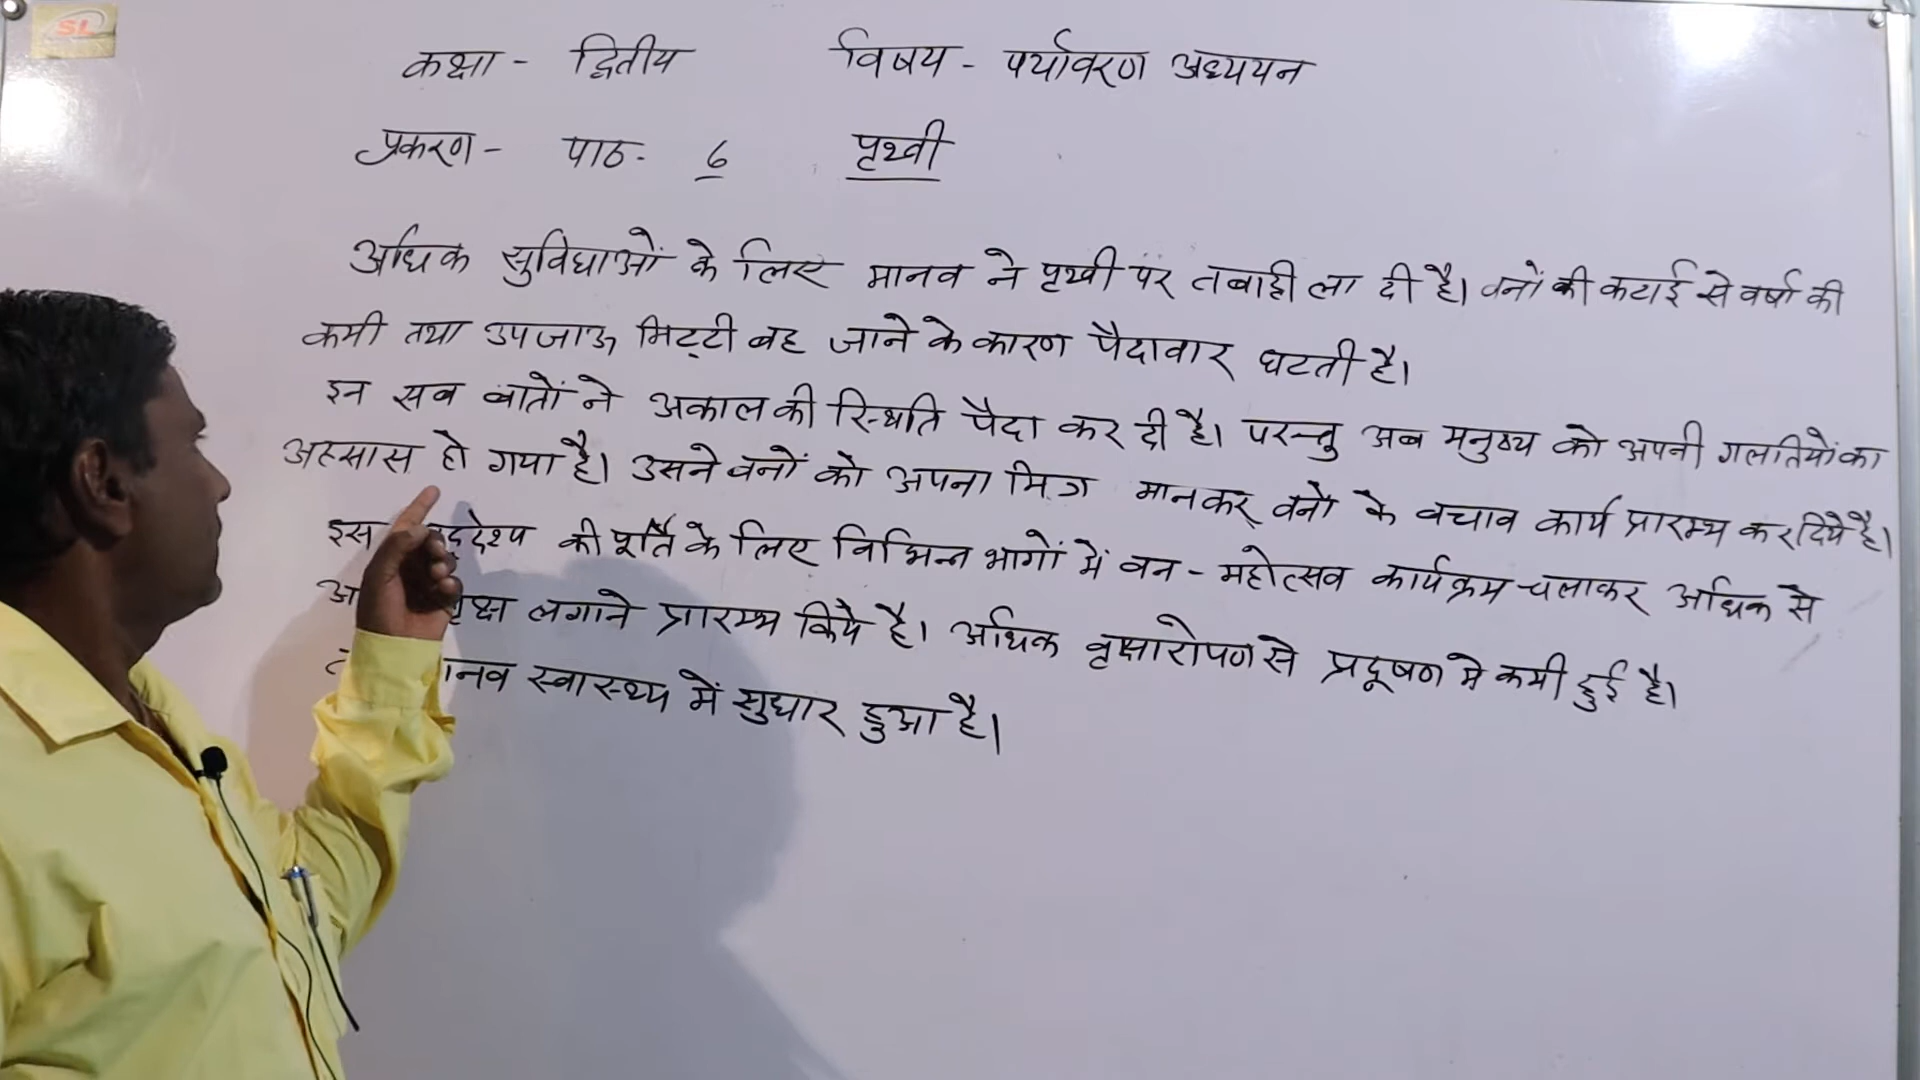 SL
कक्षा - द्वितीय विषय - पर्यावरण अध्ययन
प्रकरण - पाठ - 6 पृथ्वी
अधिक सुविधाओं के लिए मानव ने पृथ्वी पर तबाही ला दी है। वनों की कटाई से वर्षा की
कमी तथा उपजाऊ मिट्टी बह जाने के कारण पैदावार घटती है।
इन सब बातों ने अकाल की स्थिति पैदा कर दी है। परन्तु अब मनुष्य को अपनी गलतियों का
अहसास हो गया है। उसने वनों को अपना मित्र मानकर वनों के बचाव कार्य प्रारम्भ कर दिये है।
इस की पूर्ति के लिए विभिन्न भागों में वन - महोत्सव कार्यक्रम चलाकर अधिक से
लगाने प्रारम्भ किये है। अधिक वृक्षारोपण से प्रदूषण मे कमी हुई है।
स्वास्थ्य में सुधार हुआ है।